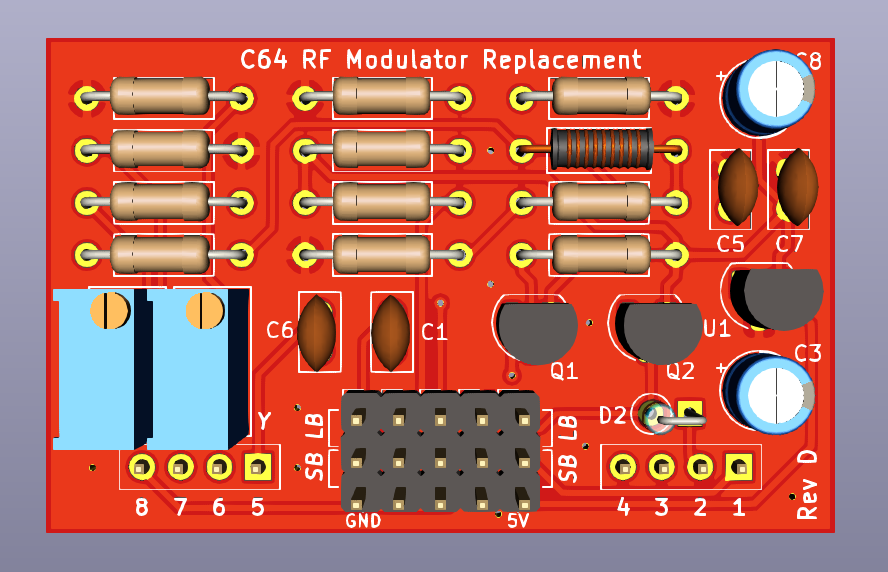 C64 RF Modulator Replacement
+
C8
C5
C7
C6
C1
Q1
Q2
U1
C3
+
D2
Y
LB
LB
SB
SB
8 7 6 5
4 3 2 1
GND
5V
Rev D